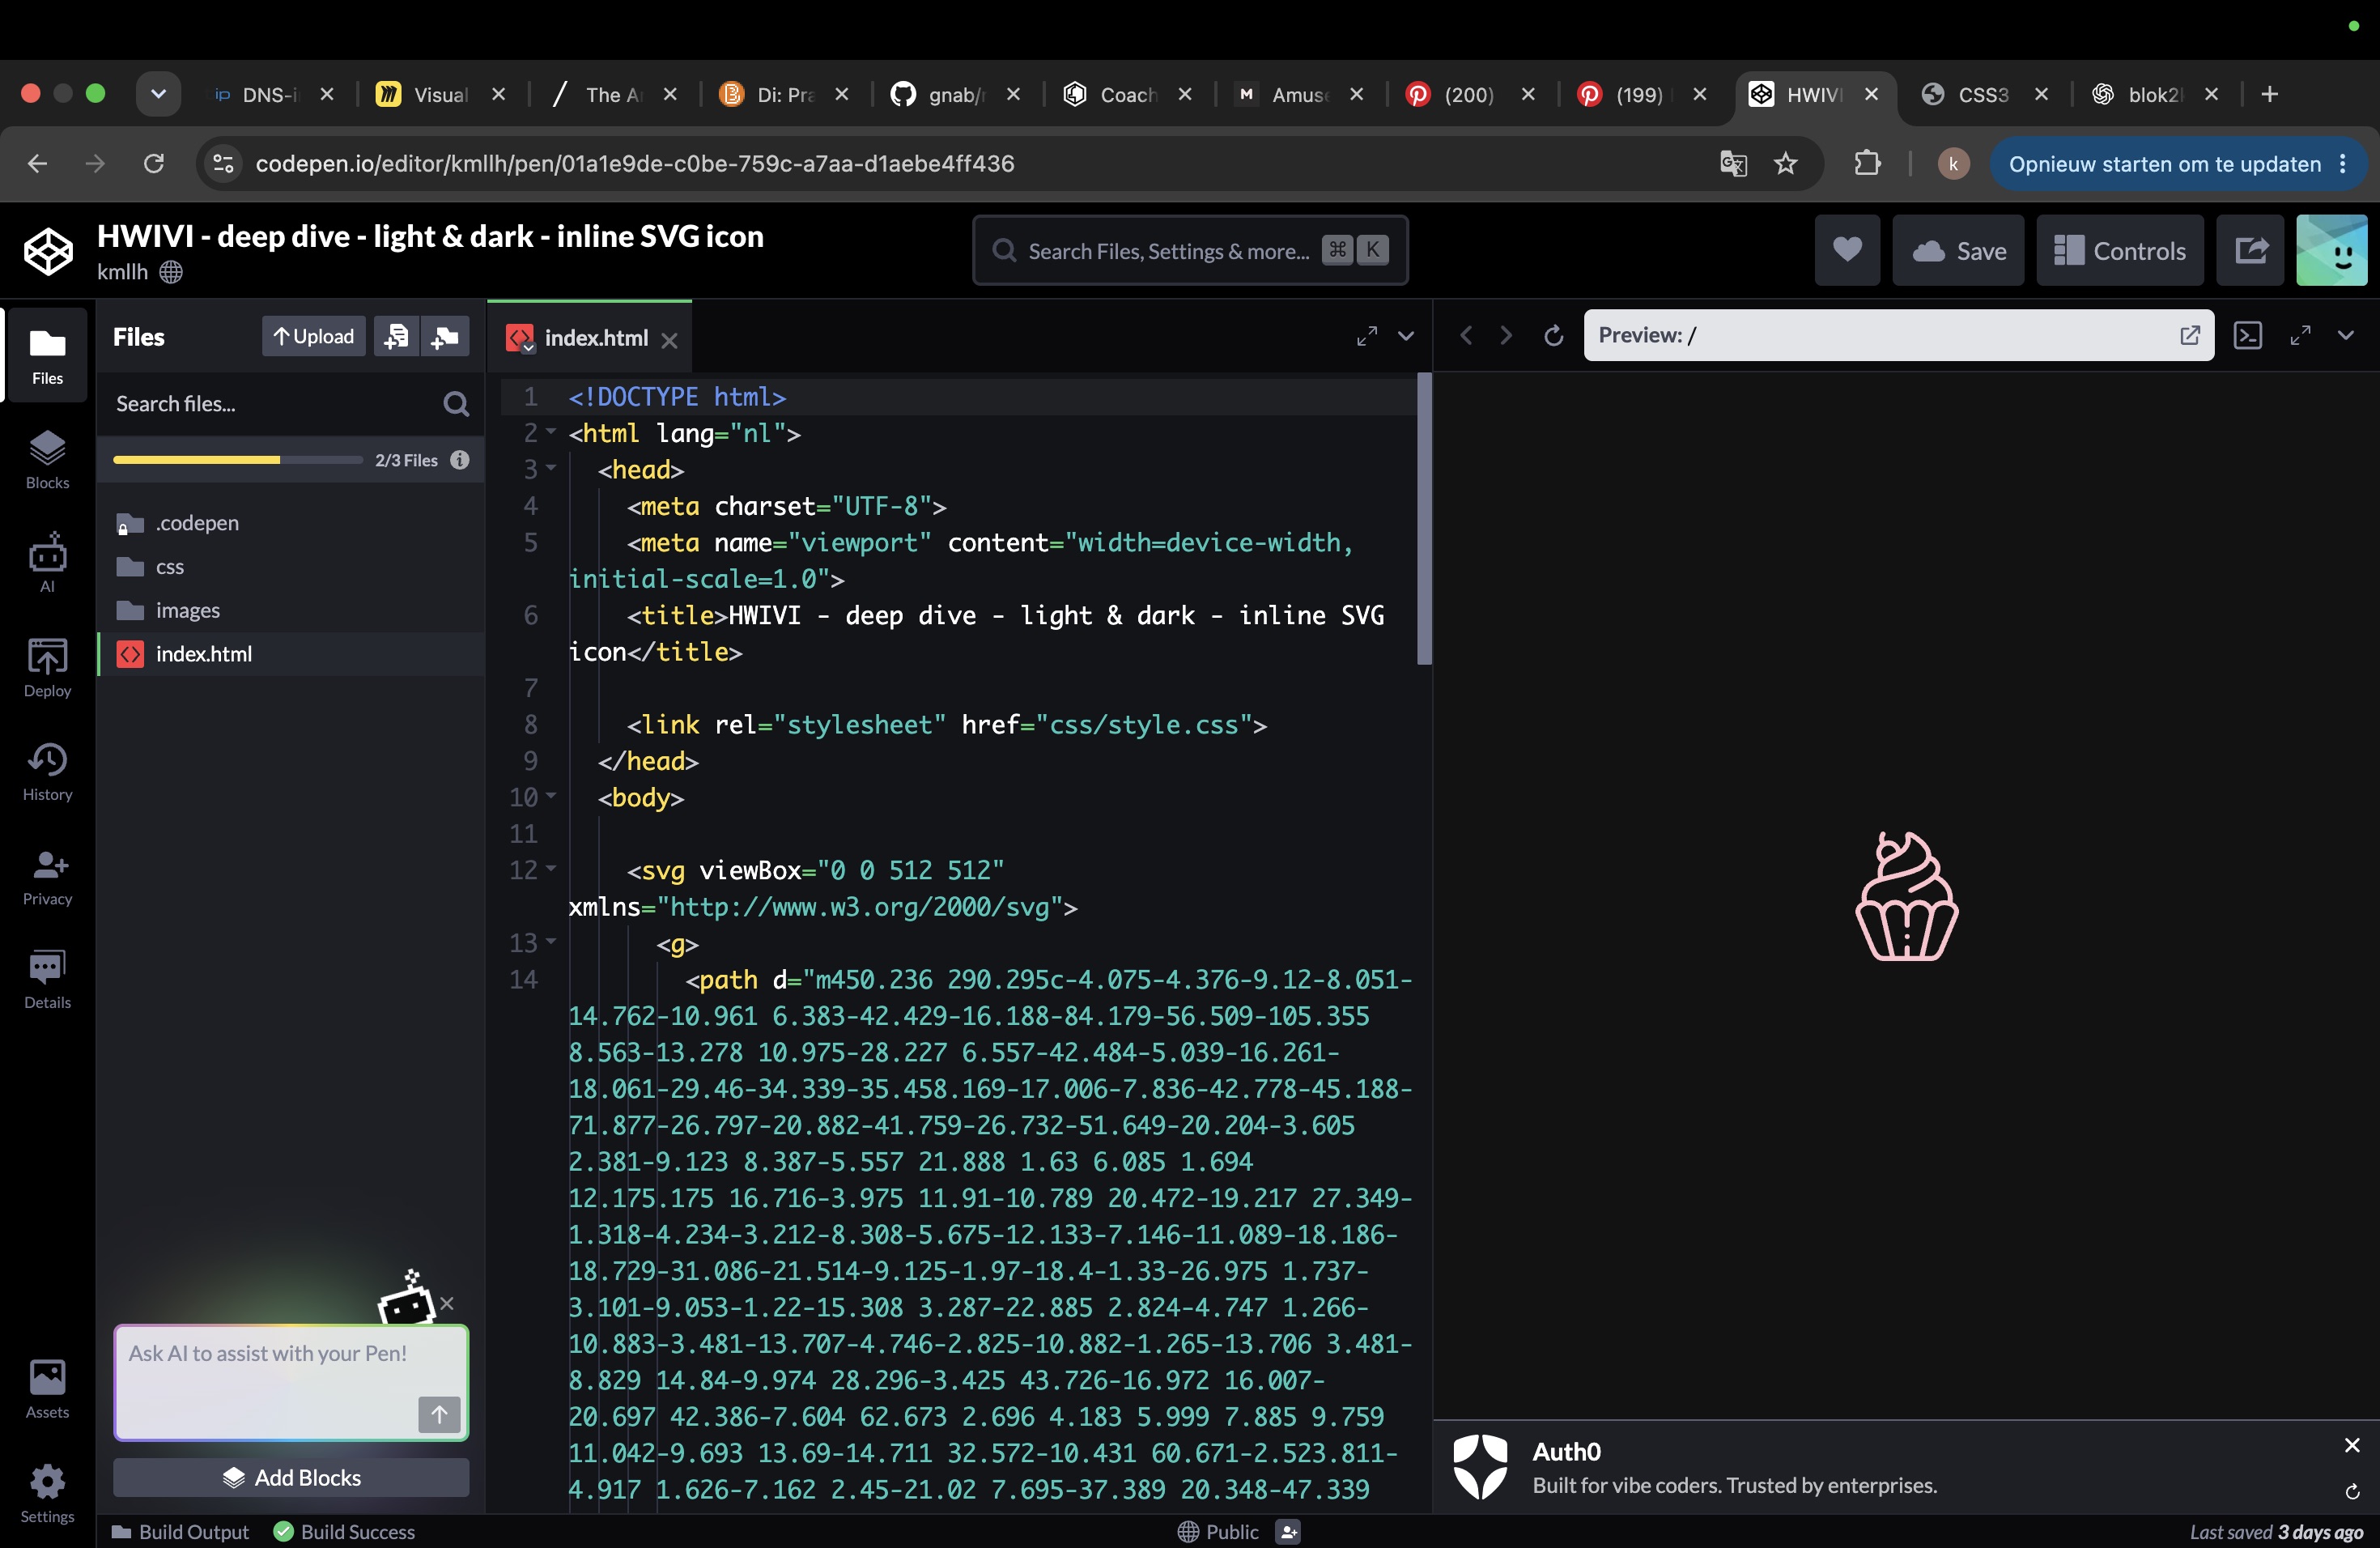 DNS-i
Visual
The A
Di: Pra
gnab/r
Coach
Amuse
(200)
(199)
HWIVI
CSS3
blok2
codepen.io/editor/kmllh/pen/01a1e9de-c0be-759c-a7aa-d1aebe4ff436
k
Opnieuw starten om te updaten
HWIVI - deep dive - light & dark - inline SVG icon
kmllh
Search Files, Settings & more... ⌘ K
Save
Controls
Files
Blocks
AI
Deploy
History
Privacy
Details
Assets
Settings
Files
Upload
Search files...
2/3 Files
.codepen
css
images
index.html
Ask AI to assist with your Pen!
Add Blocks
index.html
1 <!DOCTYPE html>
2 <html lang="nl">
3 <head>
4 <meta charset="UTF-8">
5 <meta name="viewport" content="width=device-width,
initial-scale=1.0">
6 <title>HWIVI - deep dive - light & dark - inline SVG
icon</title>
7
8 <link rel="stylesheet" href="css/style.css">
9 </head>
10 <body>
11
12 <svg viewBox="0 0 512 512"
xmlns="http://www.w3.org/2000/svg">
13 <g>
14 <path d="m450.236 290.295c-4.075-4.376-9.12-8.051-
14.762-10.961 6.383-42.429-16.188-84.179-56.509-105.355
8.563-13.278 10.975-28.227 6.557-42.484-5.039-16.261-
18.061-29.46-34.339-35.458.169-17.006-7.836-42.778-45.188-
71.877-26.797-20.882-41.759-26.732-51.649-20.204-3.605
2.381-9.123 8.387-5.557 21.888 1.63 6.085 1.694
12.175.175 16.716-3.975 11.91-10.789 20.472-19.217 27.349-
1.318-4.234-3.212-8.308-5.675-12.133-7.146-11.089-18.186-
18.729-31.086-21.514-9.125-1.97-18.4-1.33-26.975 1.737-
3.101-9.053-1.22-15.308 3.287-22.885 2.824-4.747 1.266-
10.883-3.481-13.707-4.746-2.825-10.882-1.265-13.706 3.481-
8.829 14.84-9.974 28.296-3.425 43.726-16.972 16.007-
20.697 42.386-7.604 62.673 2.696 4.183 5.999 7.885 9.759
11.042-9.693 13.69-14.711 32.572-10.431 60.671-2.523.811-
4.917 1.626-7.162 2.45-21.02 7.695-37.389 20.348-47.339
Preview: /
Auth0
Built for vibe coders. Trusted by enterprises.
Build Output
Build Success
Public
Last saved 3 days ago